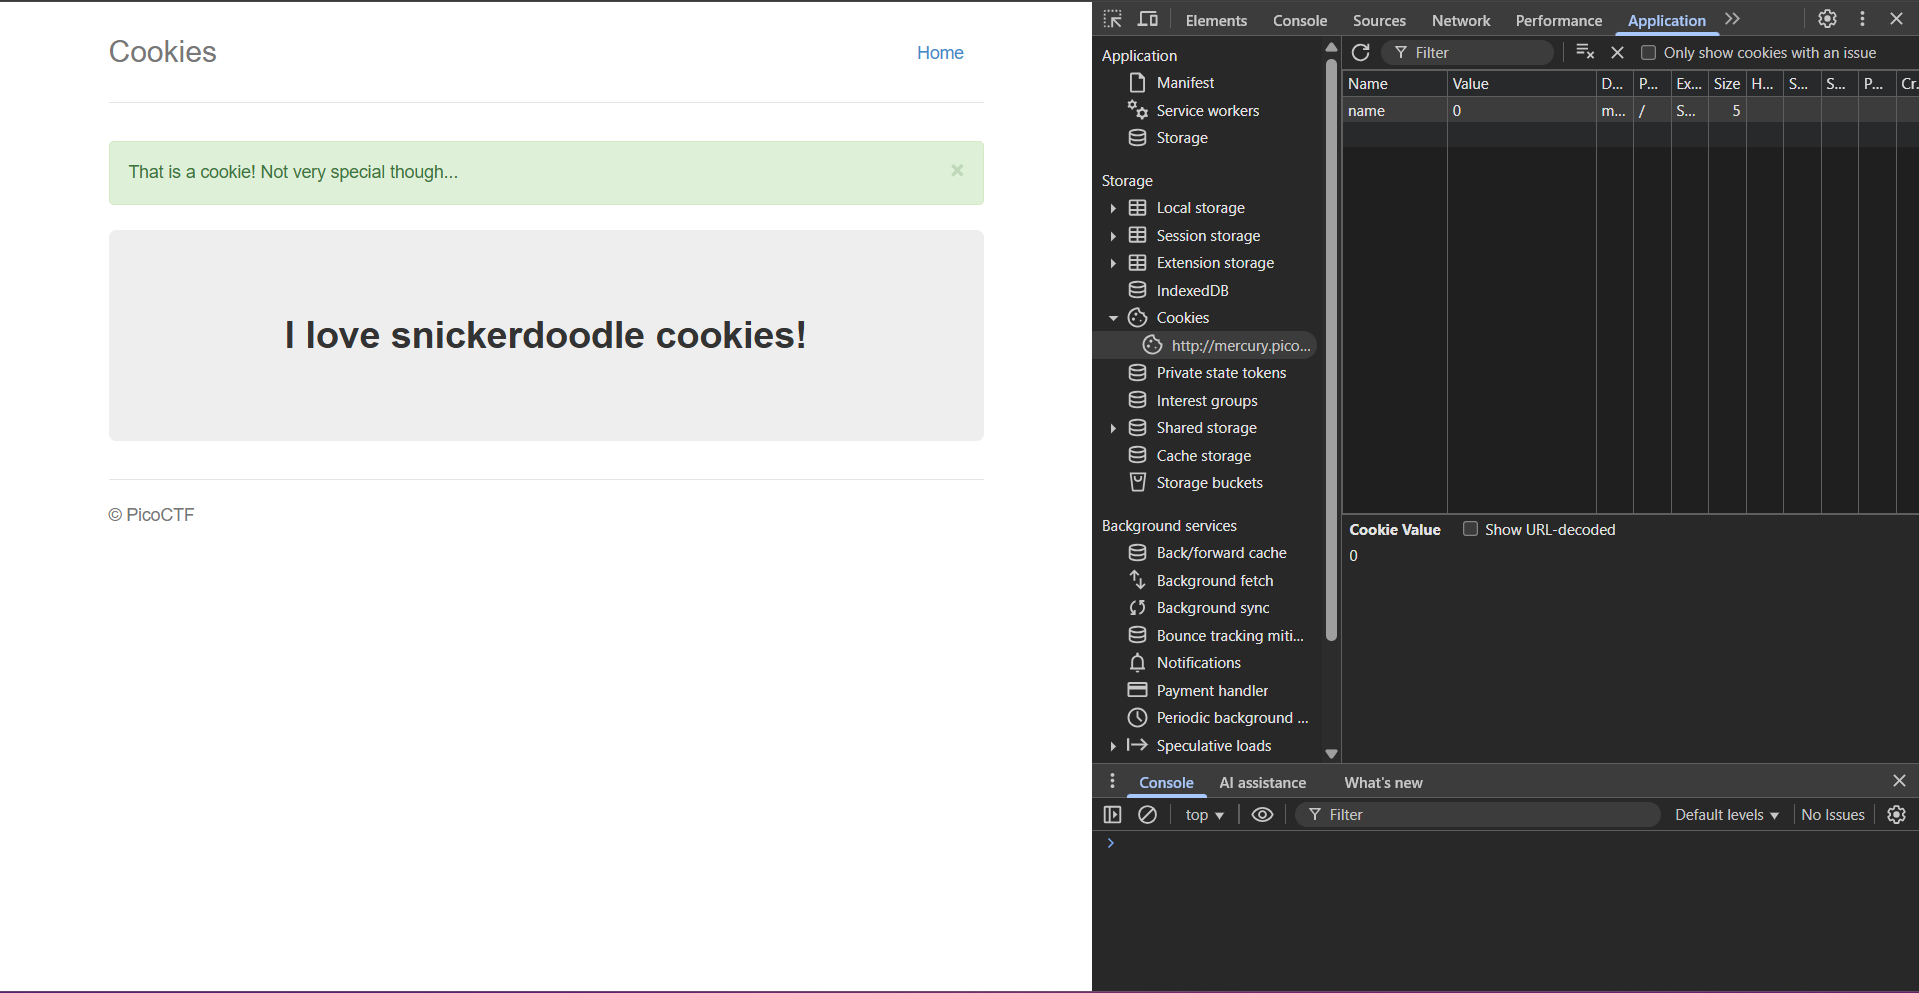 Cookies
Home
That is a cookie! Not very special though...
×
I love snickerdoodle cookies!
© PicoCTF
Elements Console Sources Network Performance Application
Application
Manifest
Service workers
Storage
Storage
Local storage
Session storage
Extension storage
IndexedDB
Cookies
http://mercury.pico...
Private state tokens
Interest groups
Shared storage
Cache storage
Storage buckets
Background services
Back/forward cache
Background fetch
Background sync
Bounce tracking miti...
Notifications
Payment handler
Periodic background ...
Speculative loads
Filter Only show cookies with an issue
Name Value D... P... Ex... Size H... S... S... P... Cr.
name 0 m... / S... 5
Cookie Value Show URL-decoded
0
Console AI assistance What's new
top Filter Default levels No Issues